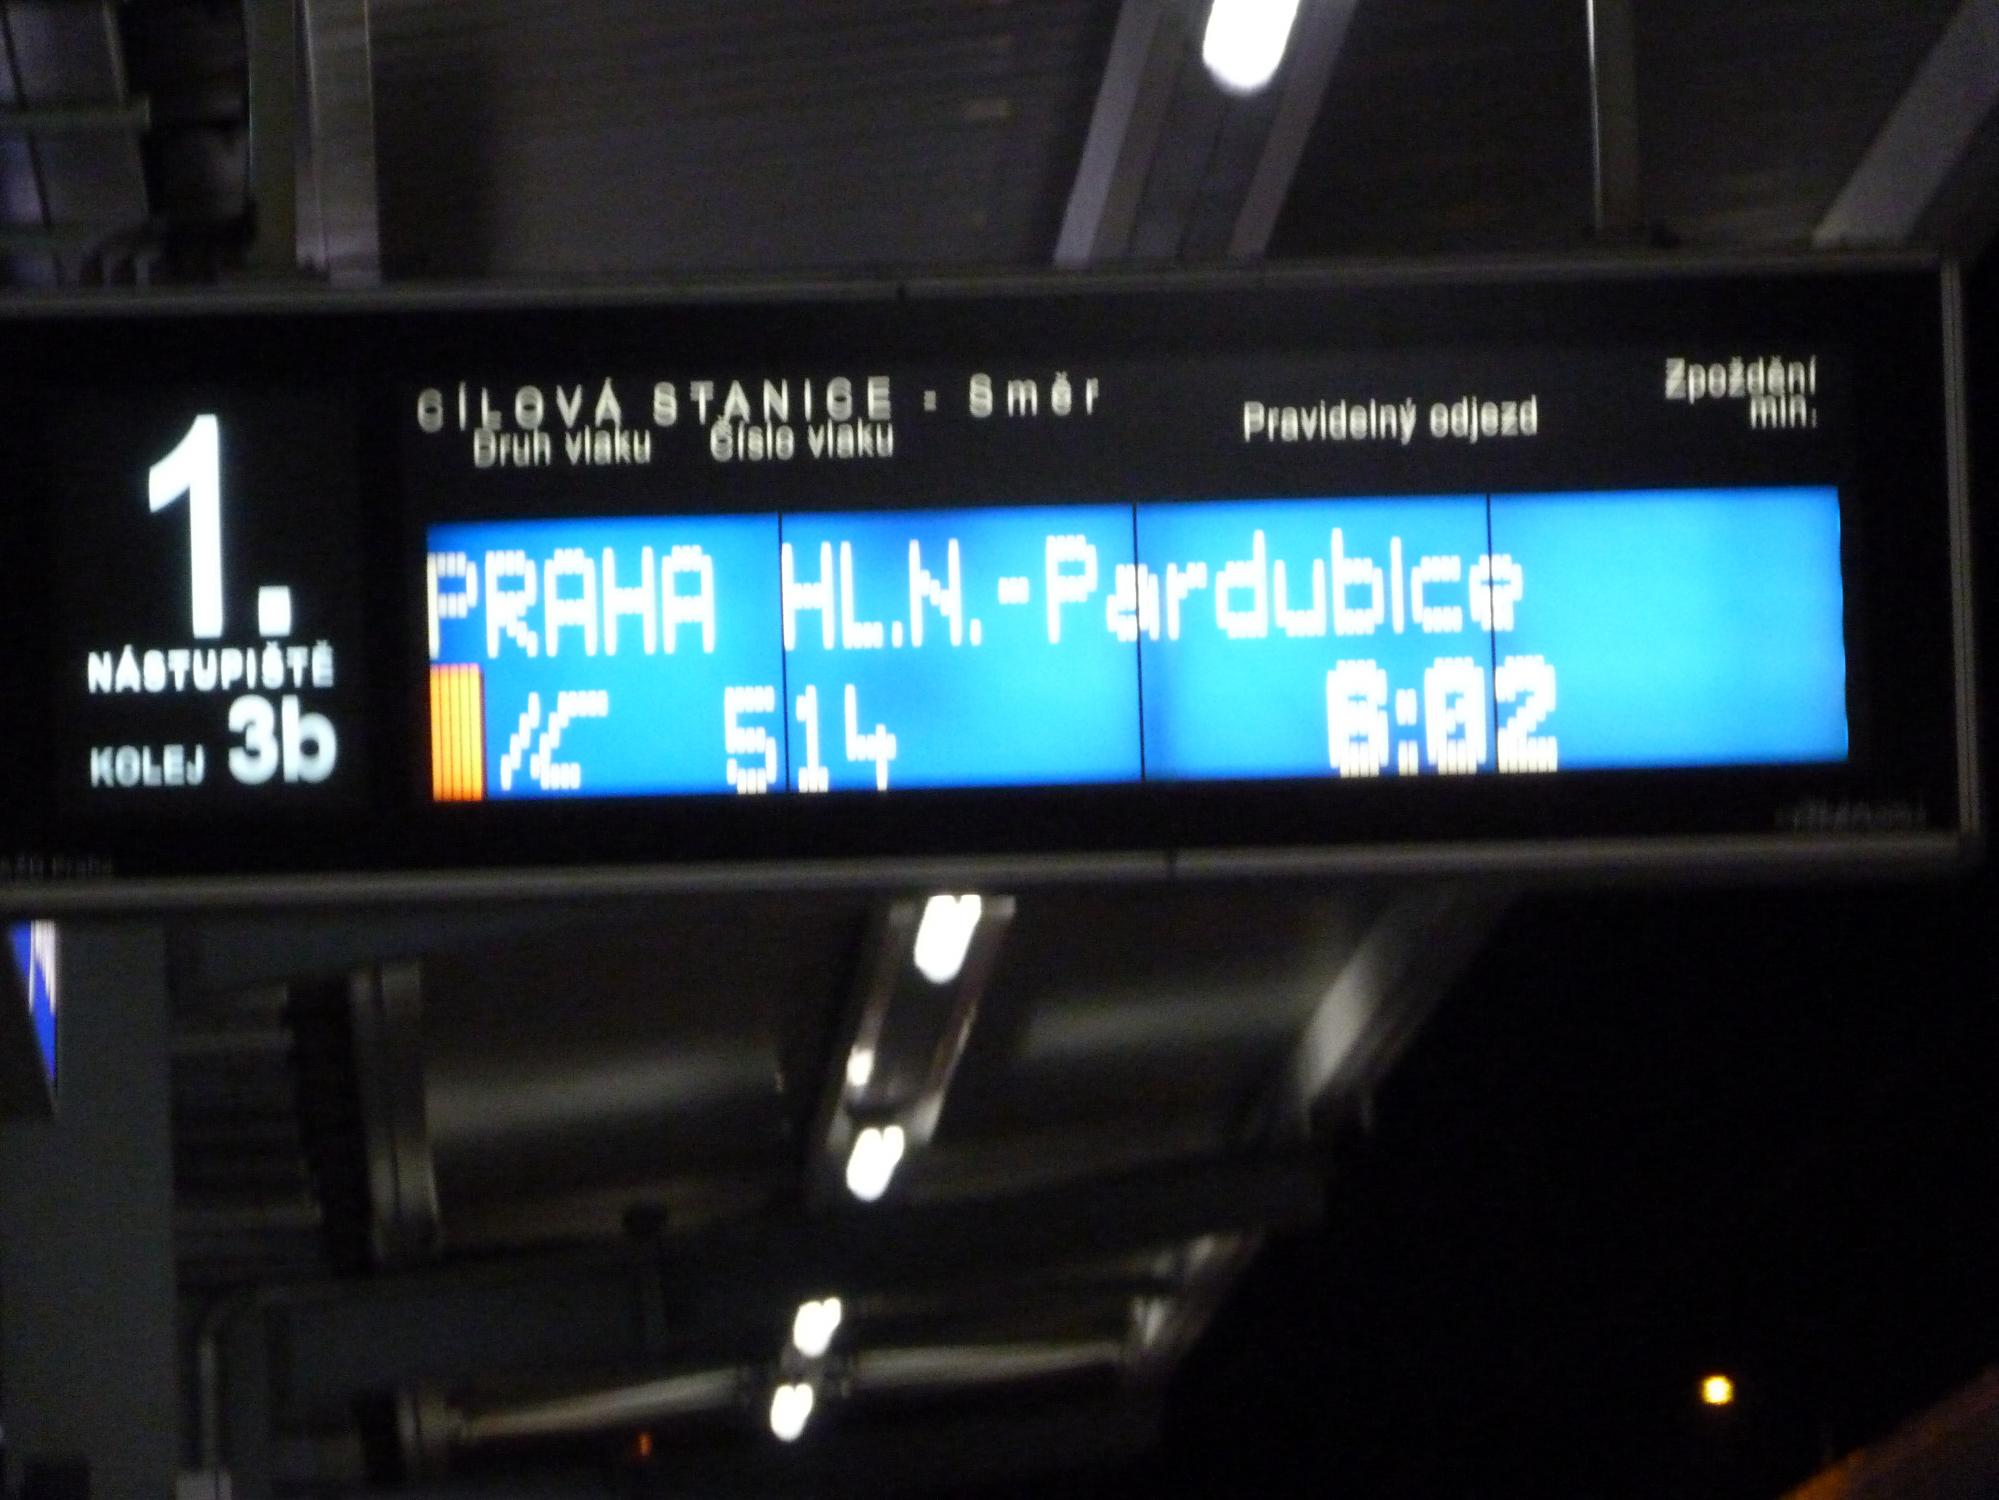 CÍLOVÁ STANICE - Směr
Druh vlaku Číslo vlaku
Pravidelný odjezd
Zpoždění
min.
1.
NÁSTUPIŠTĚ
KOLEJ 3b
PRAHA HL.N.-Pardubice
IC 514 6:02
Praha